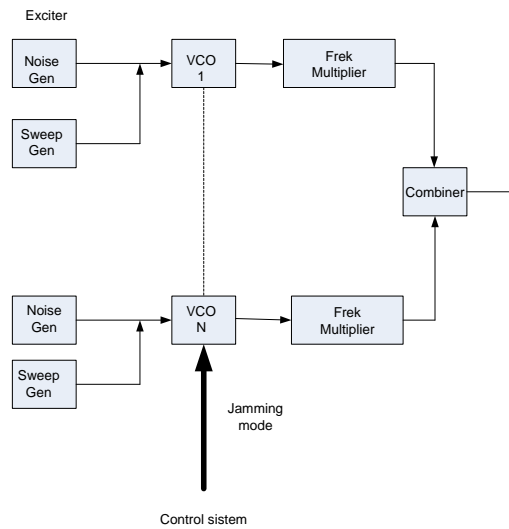 Exciter
Noise
Gen
VCO
1
Frek
Multiplier
Sweep
Gen
Combiner
Noise
Gen
VCO
N
Frek
Multiplier
Sweep
Gen
Jamming
mode
Control sistem